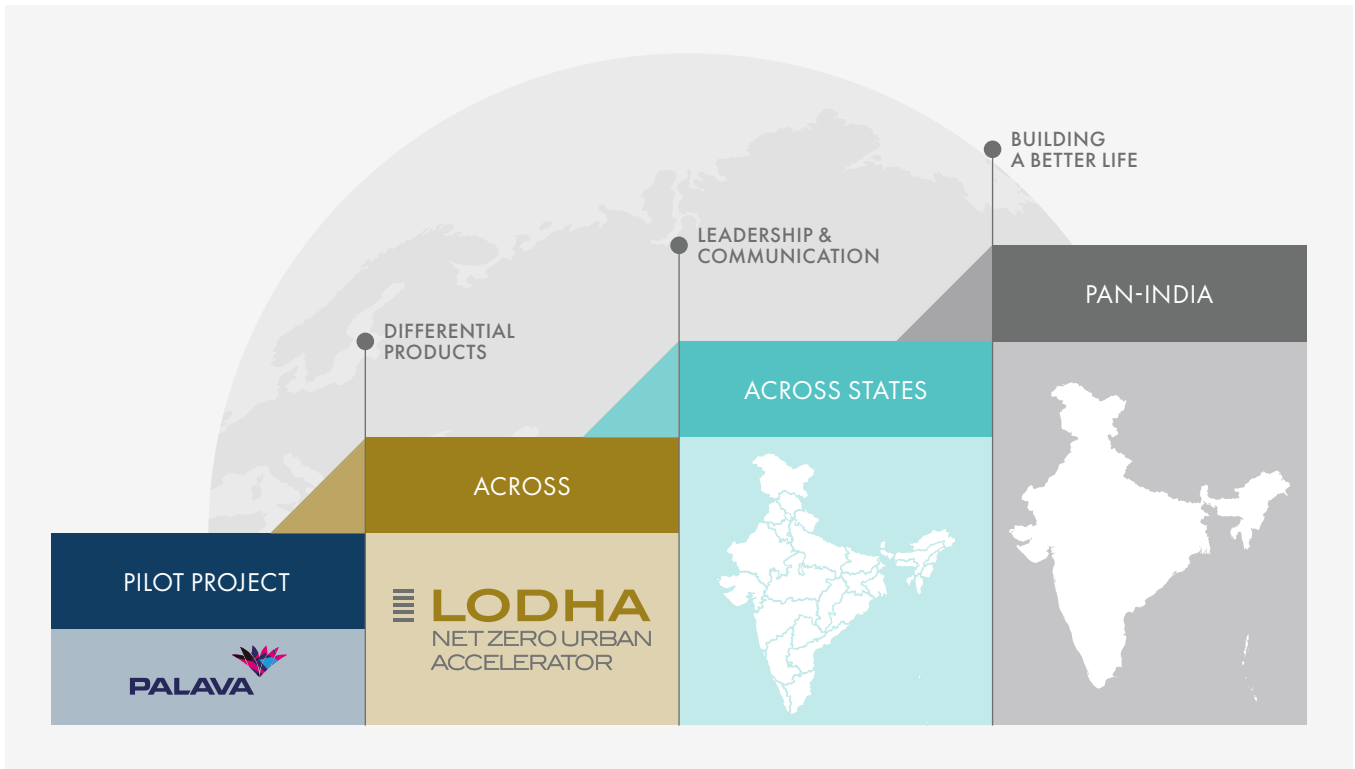 BUILDING
A BETTER LIFE
LEADERSHIP &
COMMUNICATION
PAN-INDIA
DIFFERENTIAL
PRODUCTS
ACROSS STATES
ACROSS
PILOT PROJECT
LODHA
NET ZERO URBAN
ACCELERATOR
PALAVA